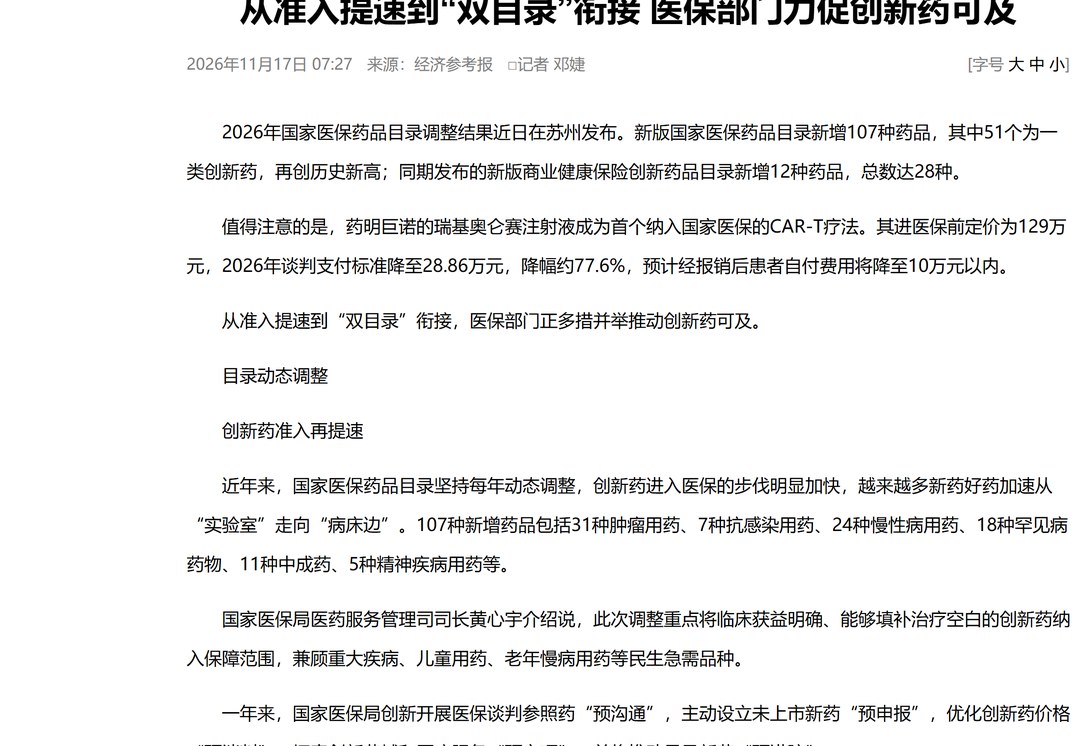 从准入提速到“双目录”衔接 医保部门力促创新药可及
2026年11月17日 07:27 来源：经济参考报 □记者 邓婕
[字号 大 中 小]
2026年国家医保药品目录调整结果近日在苏州发布。新版国家医保药品目录新增107种药品，其中51个为一
类创新药，再创历史新高；同期发布的新版商业健康保险创新药品目录新增12种药品，总数达28种。
值得注意的是，药明巨诺的瑞基奥仑赛注射液成为首个纳入国家医保的CAR-T疗法。其进医保前定价为129万
元，2026年谈判支付标准降至28.86万元，降幅约77.6%，预计经报销后患者自付费用将降至10万元以内。
从准入提速到“双目录”衔接，医保部门正多措并举推动创新药可及。
目录动态调整
创新药准入再提速
近年来，国家医保药品目录坚持每年动态调整，创新药进入医保的步伐明显加快，越来越多新药好药加速从
“实验室”走向“病床边”。107种新增药品包括31种肿瘤用药、7种抗感染用药、24种慢性病用药、18种罕见病
药物、11种中成药、5种精神疾病用药等。
国家医保局医药服务管理司司长黄心宇介绍说，此次调整重点将临床获益明确、能够填补治疗空白的创新药纳
入保障范围，兼顾重大疾病、儿童用药、老年慢病用药等民生急需品种。
一年来，国家医保局创新开展医保谈判参照药“预沟通”，主动设立未上市新药“预申报”，优化创新药价格